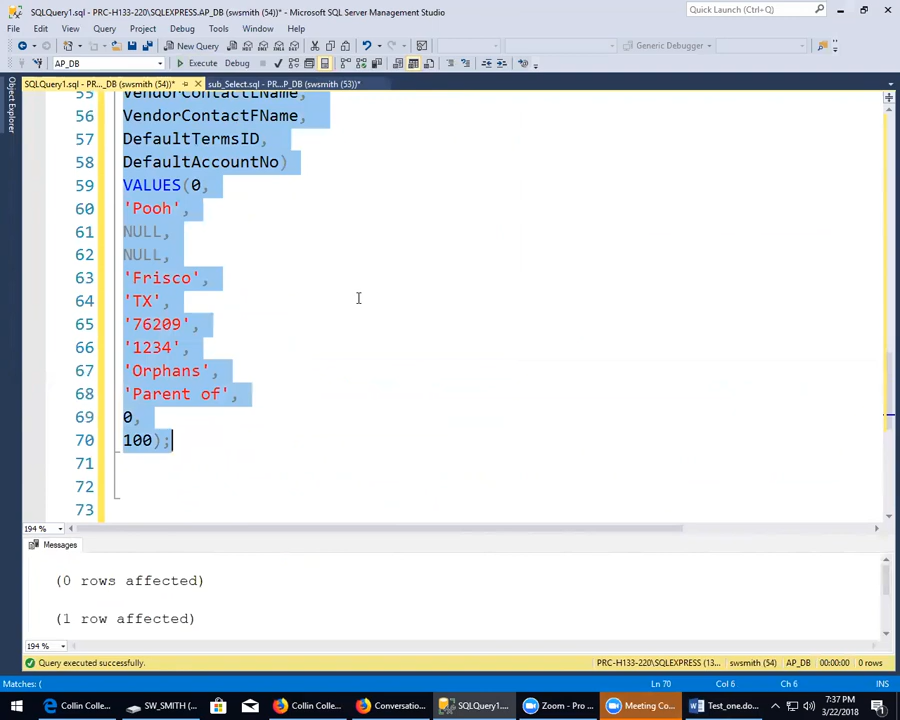 SQLQuery1.sql - PRC-H133-220\SQLEXPRESS.AP_DB (swsmith (54))* - Microsoft SQL Server Management Studio
Quick Launch (Ctrl+Q)
File Edit View Query Project Debug Tools Window Help
New Query
Generic Debugger
AP_DB
Execute Debug
SQLQuery1.sql - PR..._DB (swsmith (54))*
sub_Select.sql - PR...P_DB (swsmith (53))*
Object Explorer
55 VendorContactLName,
56 VendorContactFName,
57 DefaultTermsID,
58 DefaultAccountNo)
59 VALUES(0,
60 'Pooh',
61 NULL,
62 NULL,
63 'Frisco',
64 'TX',
65 '76209',
66 '1234',
67 'Orphans',
68 'Parent of',
69 0,
70 100);
71
72
73
194 %
Messages
(0 rows affected)
(1 row affected)
194 %
Query executed successfully.
PRC-H133-220\SQLEXPRESS (13... swsmith (54) AP_DB 00:00:00 0 rows
Matches: (
Ln 70 Col 6 Ch 6 INS
Collin Colle...
SW_SMITH (...
Collin Colle...
Conversatio...
SQLQuery1....
Zoom - Pro ...
Meeting Co...
Test_one.do...
7:37 PM
3/22/2018